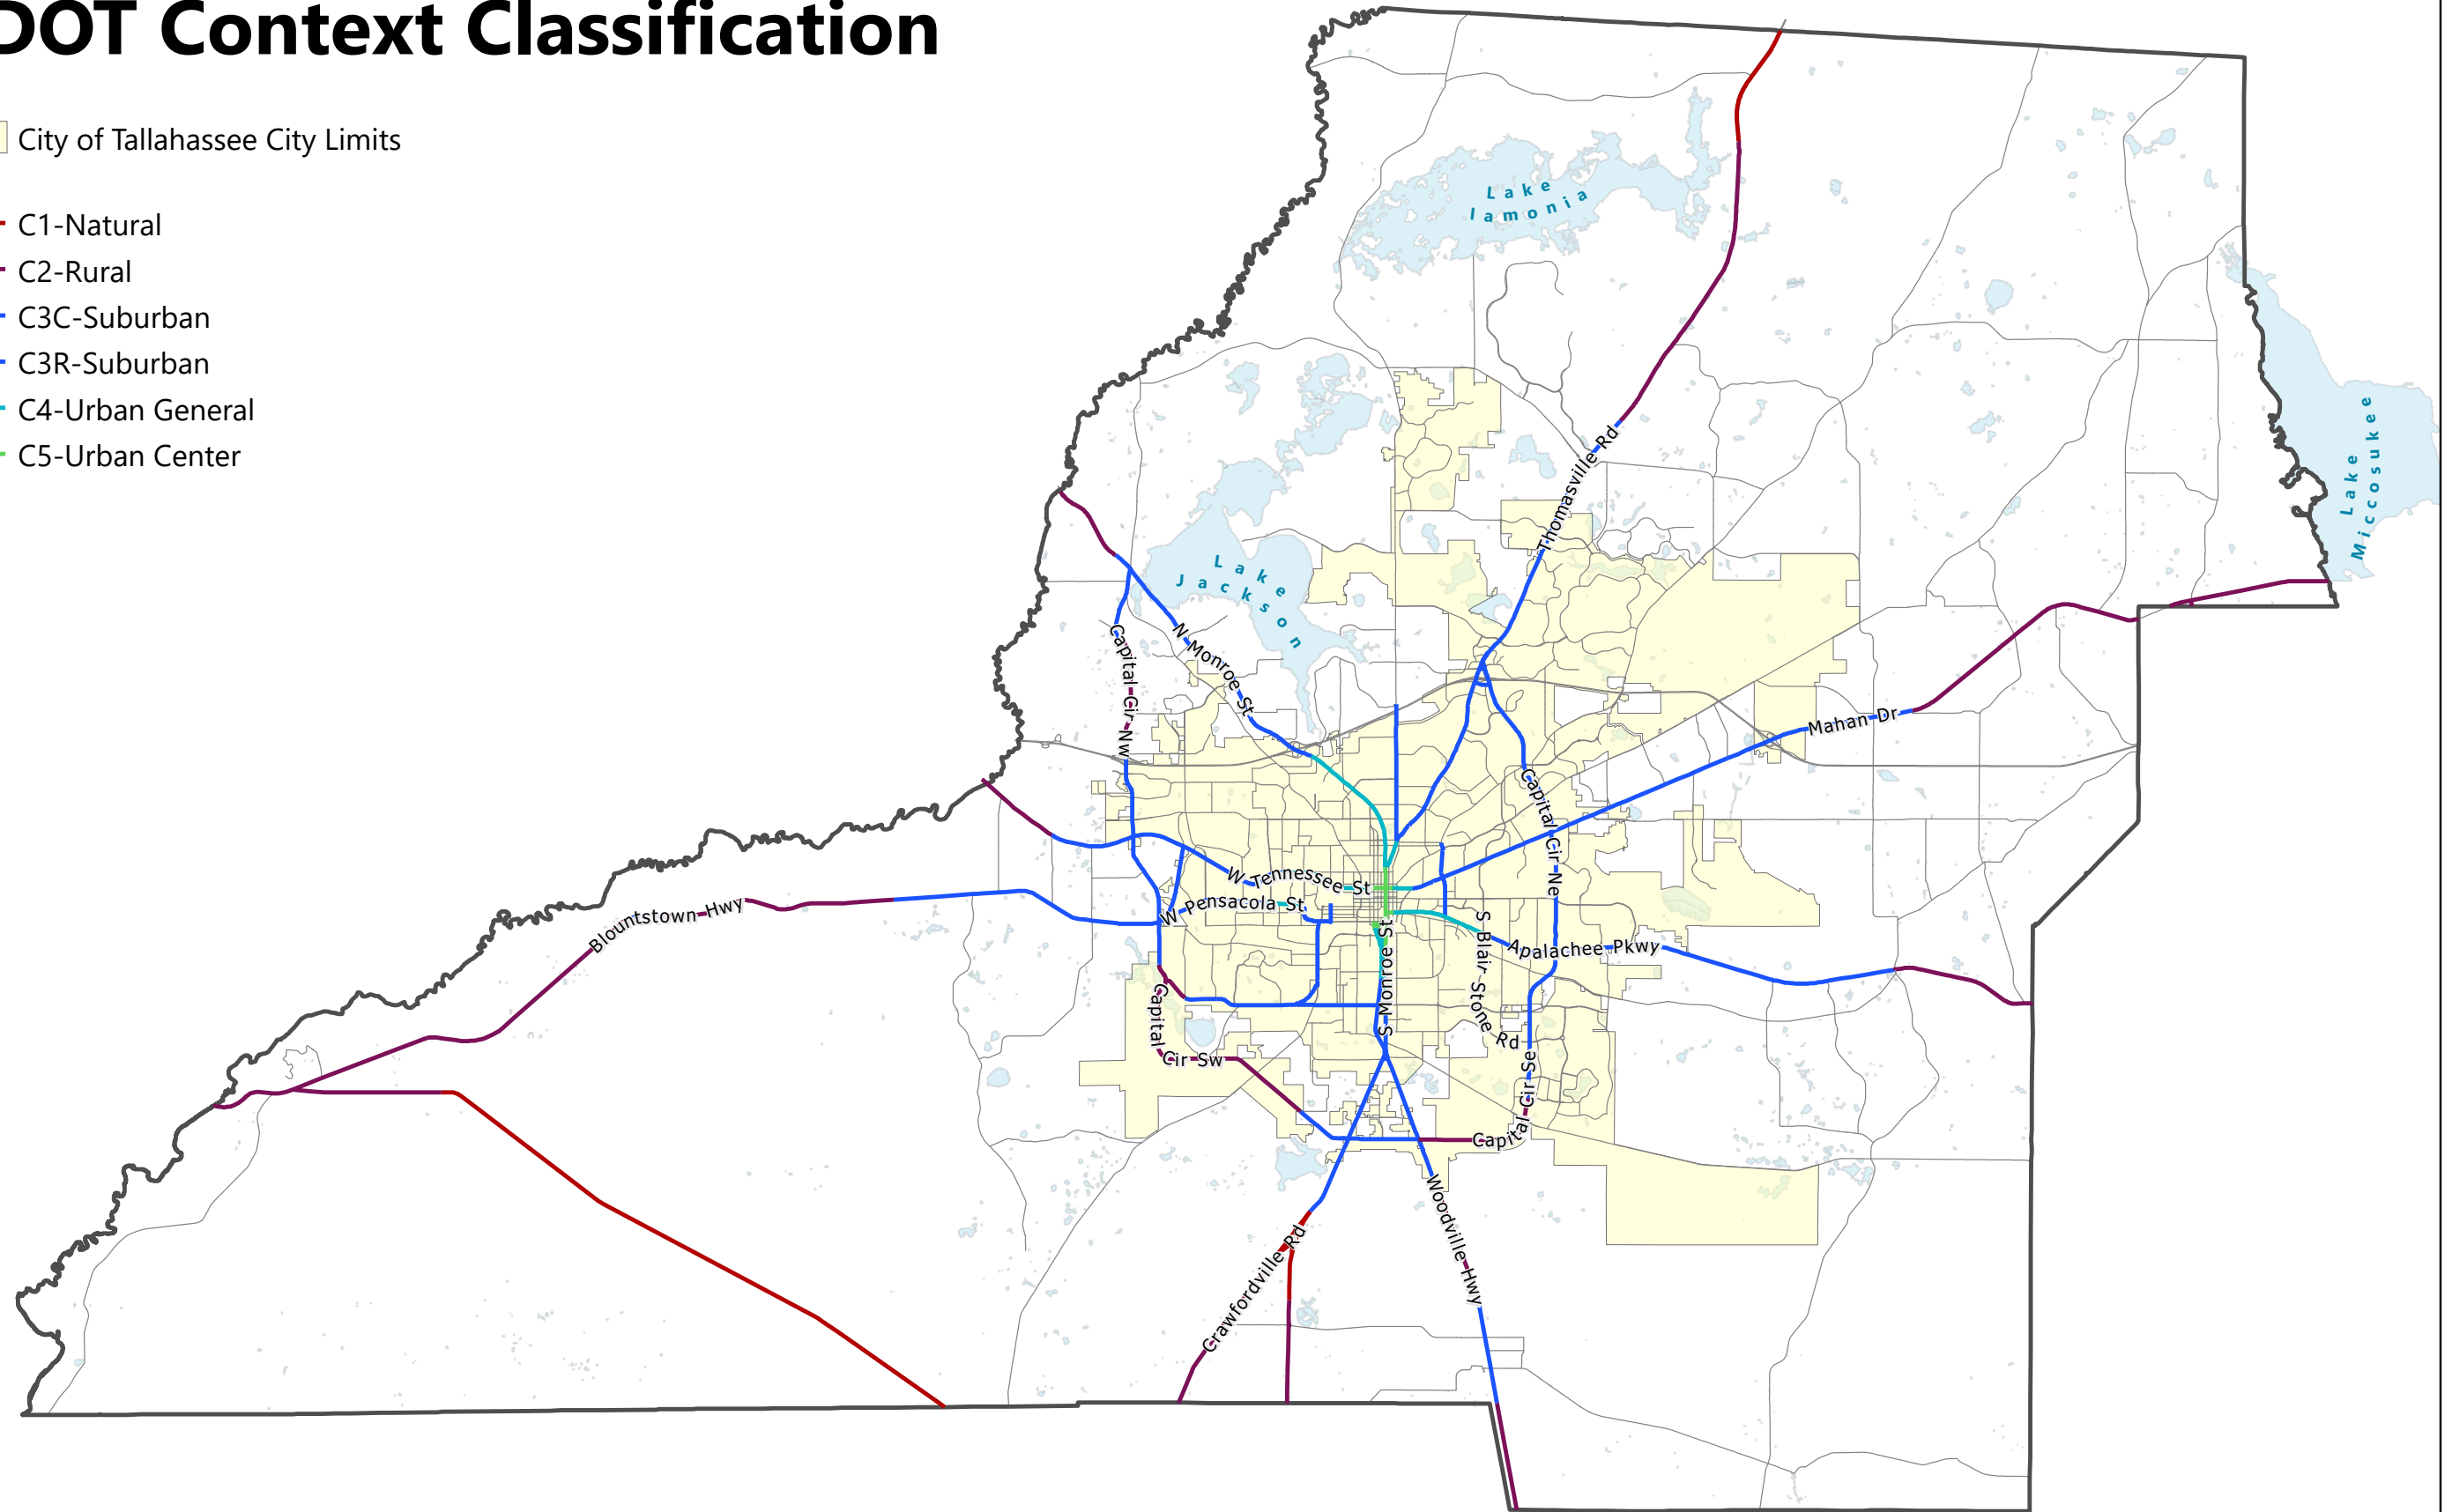 DOT Context Classification
City of Tallahassee City Limits
C1-Natural
C2-Rural
C3C-Suburban
C3R-Suburban
C4-Urban General
C5-Urban Center
Lake
Iamonia
Lake
Miccosukee
Thomasville Rd
Lake
Jackson
Capital Cir Nw
N Monroe St
Mahan Dr
Capital Cir Ne
W Tennessee St
W Pensacola St
Blountstown Hwy
S Monroe St
S Blair Stone Rd
Apalachee Pkwy
Capital Cir Sw
Capital Cir Se
Woodville Hwy
Crawfordville Rd